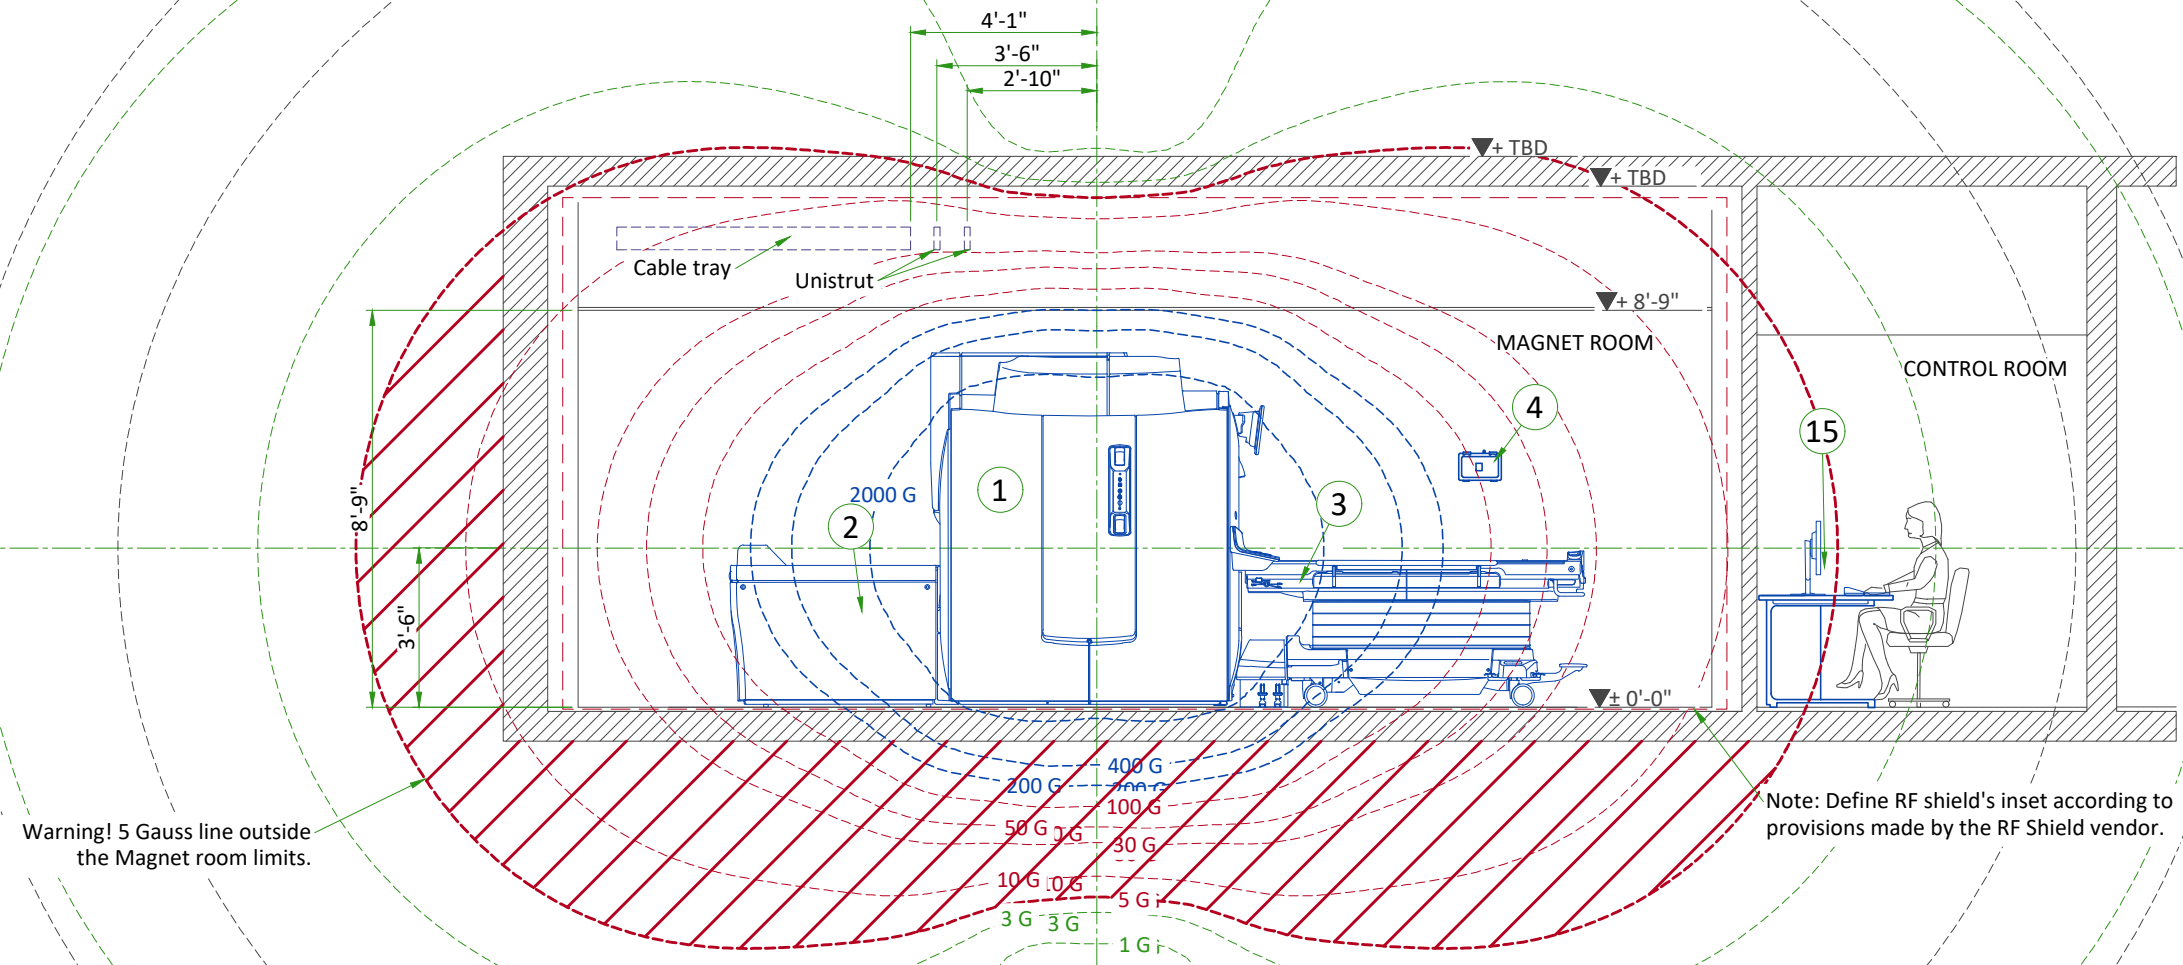 4'-1"
3'-6"
2'-10"
+ TBD
+ TBD
Cable tray
Unistrut
+ 8'-9"
MAGNET ROOM
CONTROL ROOM
4
15
2000 G
1
3
2
8'-9"
3'-6"
± 0'-0"
400 G
200 G
200 G
100 G
50 G
0 G
30 G
10 G
.0 G
5 G
3 G
3 G
1 G
Warning! 5 Gauss line outside
the Magnet room limits.
Note: Define RF shield's inset according to
provisions made by the RF Shield vendor.